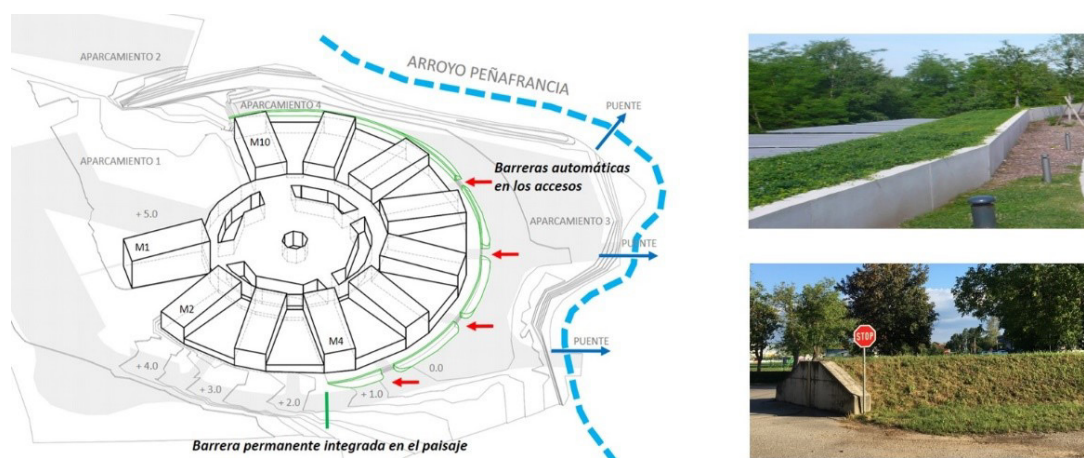 APARCAMIENTO 2
ARROYO PEÑAFRANCIA
APARCAMIENTO 4
PUENTE
M10
APARCAMIENTO 1
Barreras automáticas
en los accesos
+ 5.0
APARCAMIENTO 3
M1
PUENTE
M2
M4
PUENTE
STOP
+ 4.0
+ 3.0
+ 2.0
+ 1.0
0.0
Barrera permanente integrada en el paisaje